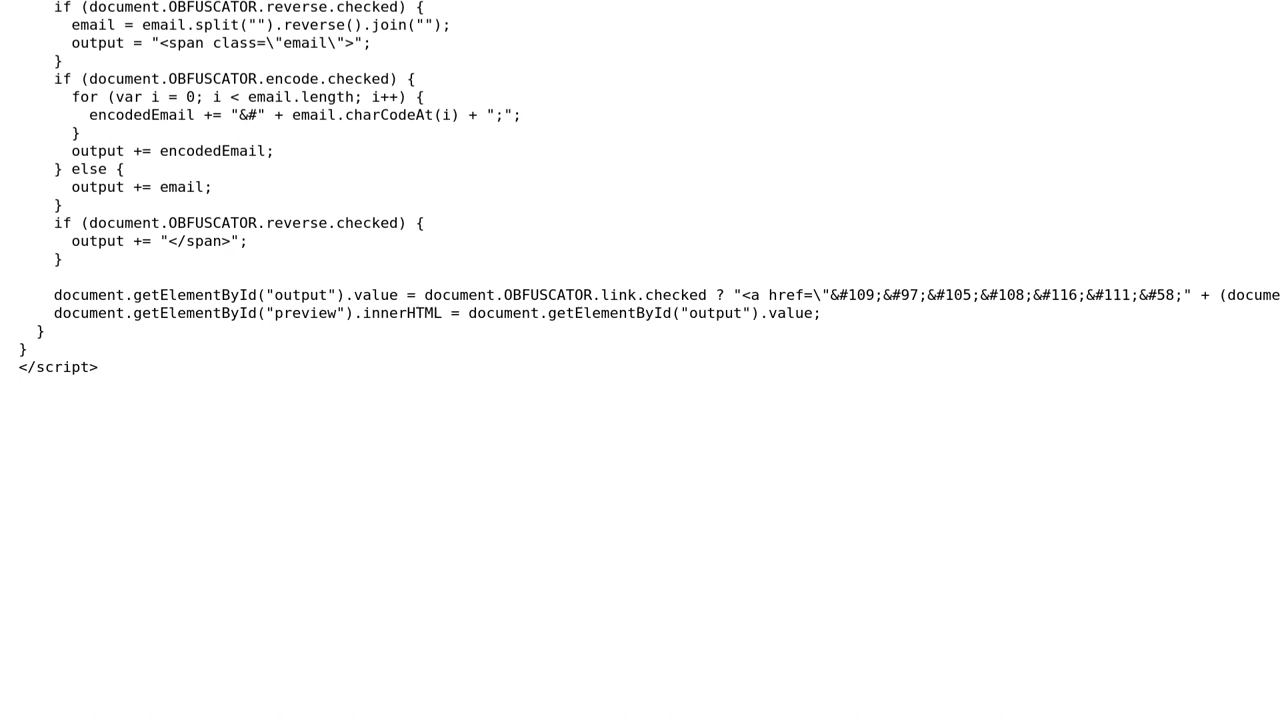 if (document.OBFUSCATOR.reverse.checked) {
email = email.split("").reverse().join("");
output = "<span class=\"email\">";
}
if (document.OBFUSCATOR.encode.checked) {
for (var i = 0; i < email.length; i++) {
encodedEmail += "&#" + email.charCodeAt(i) + ";";
}
output += encodedEmail;
} else {
output += email;
}
if (document.OBFUSCATOR.reverse.checked) {
output += "</span>";
}
document.getElementById("output").value = document.OBFUSCATOR.link.checked ? "<a href=\"&#109;&#97;&#105;&#108;&#116;&#111;&#58;" + (docume
document.getElementById("preview").innerHTML = document.getElementById("output").value;
}
}
</script>